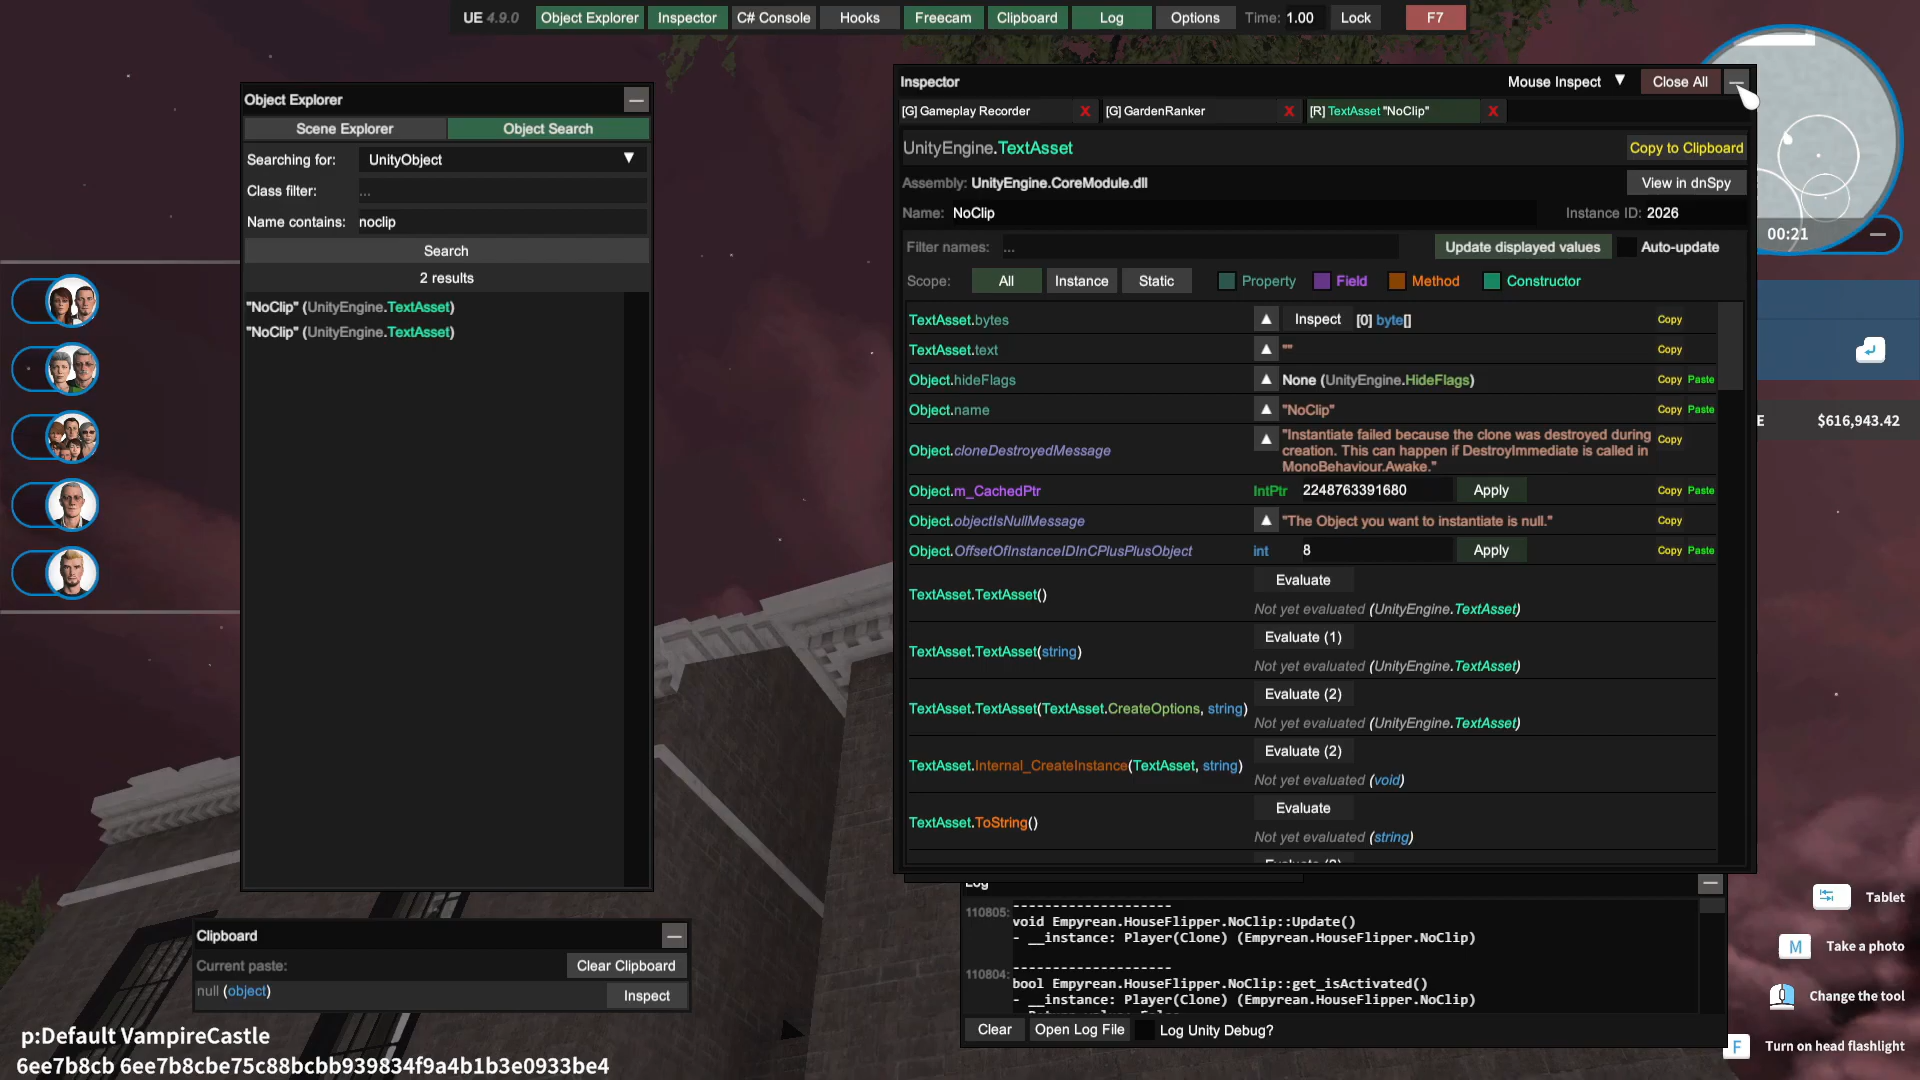 UE 4.9.0 Object Explorer Inspector C# Console Hooks Freecam Clipboard Log Options Time: 1.00 Lock F7
Object Explorer
Scene Explorer Object Search
Searching for: UnityObject ▼
Class filter: ...
Name contains: noclip
Search
2 results
"NoClip" (UnityEngine.TextAsset)
"NoClip" (UnityEngine.TextAsset)
Inspector Mouse Inspect ▼ Close All
[G] Gameplay Recorder X [G] GardenRanker X [R] TextAsset "NoClip" X
UnityEngine.TextAsset Copy to Clipboard
Assembly: UnityEngine.CoreModule.dll View in dnSpy
Name: NoClip Instance ID: 2026
Filter names: ... Update displayed values Auto-update
Scope: All Instance Static Property Field Method Constructor
TextAsset.bytes ▲ Inspect [0] byte[] Copy
TextAsset.text ▲ "" Copy
Object.hideFlags ▲ None (UnityEngine.HideFlags) Copy Paste
Object.name ▲ "NoClip" Copy Paste
Object.cloneDestroyedMessage ▲ "Instantiate failed because the clone was destroyed during Copy
creation. This can happen if DestroyImmediate is called in
MonoBehaviour.Awake."
Object.m_CachedPtr IntPtr 2248763391680 Apply Copy Paste
Object.objectIsNullMessage ▲ "The Object you want to instantiate is null." Copy
Object.OffsetOfInstanceIDInCPlusPlusObject int 8 Apply Copy Paste
TextAsset.TextAsset() Evaluate
Not yet evaluated (UnityEngine.TextAsset)
TextAsset.TextAsset(string) Evaluate (1)
Not yet evaluated (UnityEngine.TextAsset)
TextAsset.TextAsset(TextAsset.CreateOptions, string) Evaluate (2)
Not yet evaluated (UnityEngine.TextAsset)
TextAsset.Internal_CreateInstance(TextAsset, string) Evaluate (2)
Not yet evaluated (void)
TextAsset.ToString() Evaluate
Not yet evaluated (string)
00:21
E $616,943.42
Log
110805: --------------------
void Empyrean.HouseFlipper.NoClip::Update()
- __instance: Player(Clone) (Empyrean.HouseFlipper.NoClip)
110804: --------------------
bool Empyrean.HouseFlipper.NoClip::get_isActivated()
- __instance: Player(Clone) (Empyrean.HouseFlipper.NoClip)
Clear Open Log File Log Unity Debug?
Clipboard
Current paste: Clear Clipboard
null (object) Inspect
Tablet
M Take a photo
Change the tool
F Turn on head flashlight
p:Default VampireCastle
6ee7b8cb 6ee7b8cbe75c88bcbb939834f9a4b1b3e0933be4